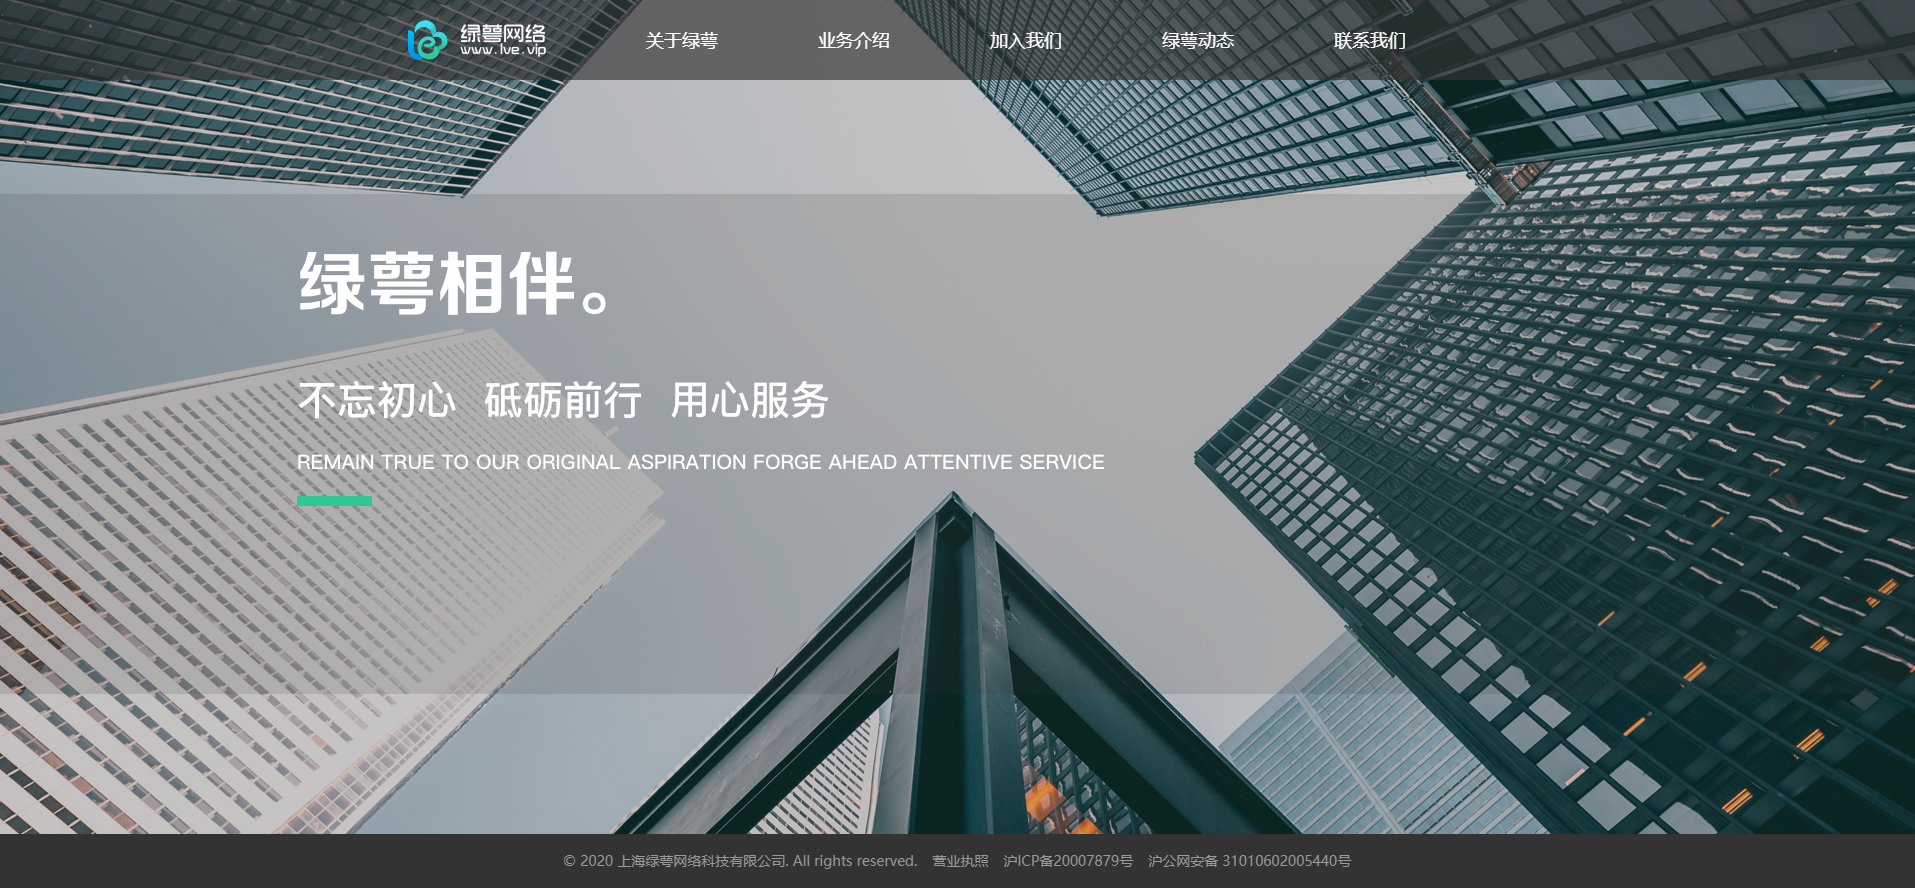 绿萼网络
www.lve.vip
关于绿萼 业务介绍 加入我们 绿萼动态 联系我们
绿萼相伴。
不忘初心 砥砺前行 用心服务
REMAIN TRUE TO OUR ORIGINAL ASPIRATION FORGE AHEAD ATTENTIVE SERVICE
© 2020 上海绿萼网络科技有限公司. All rights reserved. 营业执照 沪ICP备20007879号 沪公网安备 31010602005440号